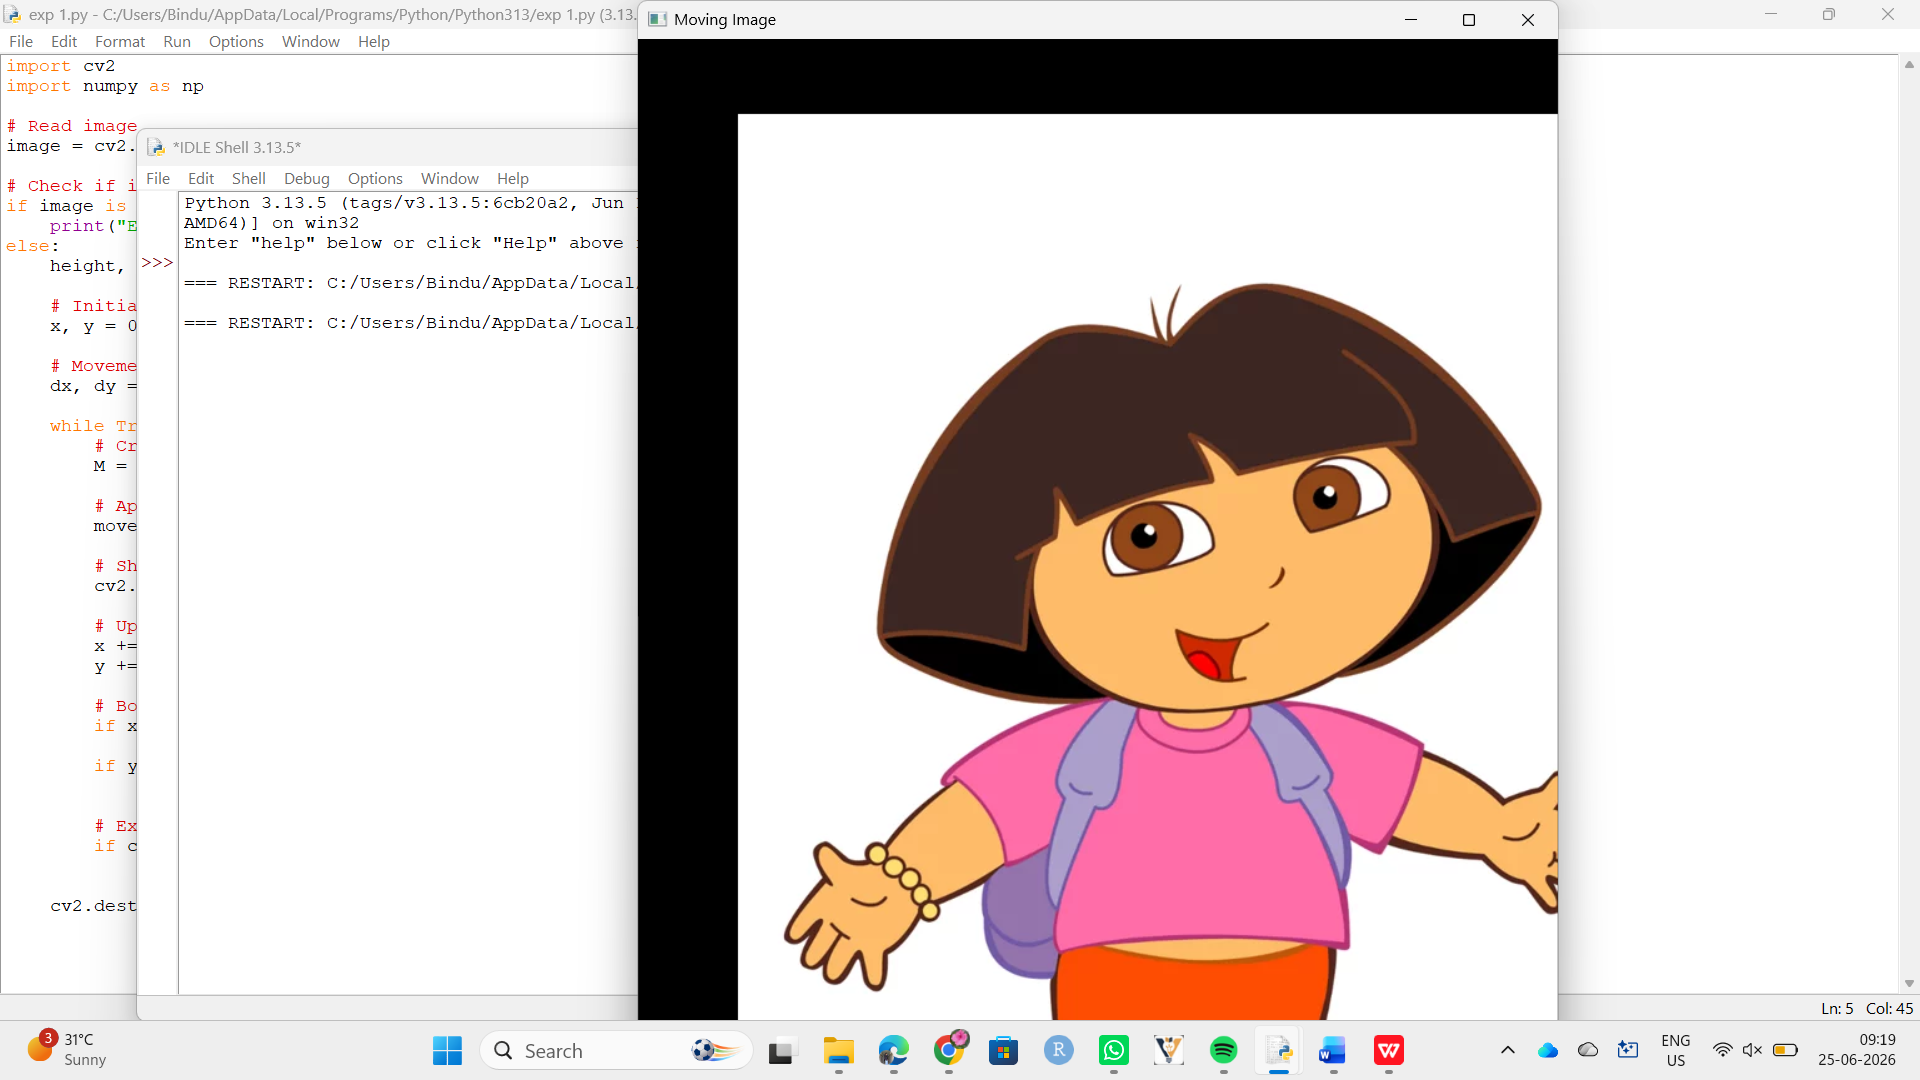 exp 1.py - C:/Users/Bindu/AppData/Local/Programs/Python/Python313/exp 1.py (3.13.
File Edit Format Run Options Window Help
import cv2
import numpy as np
# Read image
image = cv2.
# Check if i
if image is
print("E
else:
height,
# Initia
x, y = 0
# Moveme
dx, dy =
while Tr
# Cr
M =
# Ap
move
# Sh
cv2.
# Up
x +=
y +=
# Bo
if x
if y
# Ex
if c
cv2.dest
*IDLE Shell 3.13.5*
File Edit Shell Debug Options Window Help
Python 3.13.5 (tags/v3.13.5:6cb20a2, Jun
AMD64)] on win32
Enter "help" below or click "Help" above
>>>
=== RESTART: C:/Users/Bindu/AppData/Local
=== RESTART: C:/Users/Bindu/AppData/Local
Moving Image
Ln: 5 Col: 45
3
31°C
Sunny
Search
R
W
W
ENG
US
09:19
25-06-2026